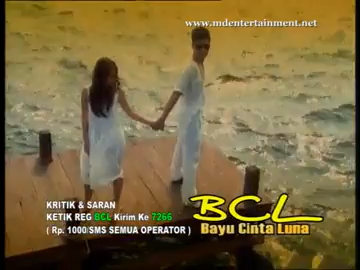 www.mdentertainment.net
KRITIK & SARAN
KETIK REG BCL Kirim Ke 7266
( Rp. 1000/SMS SEMUA OPERATOR )
BCL
Bayu Cinta Luna